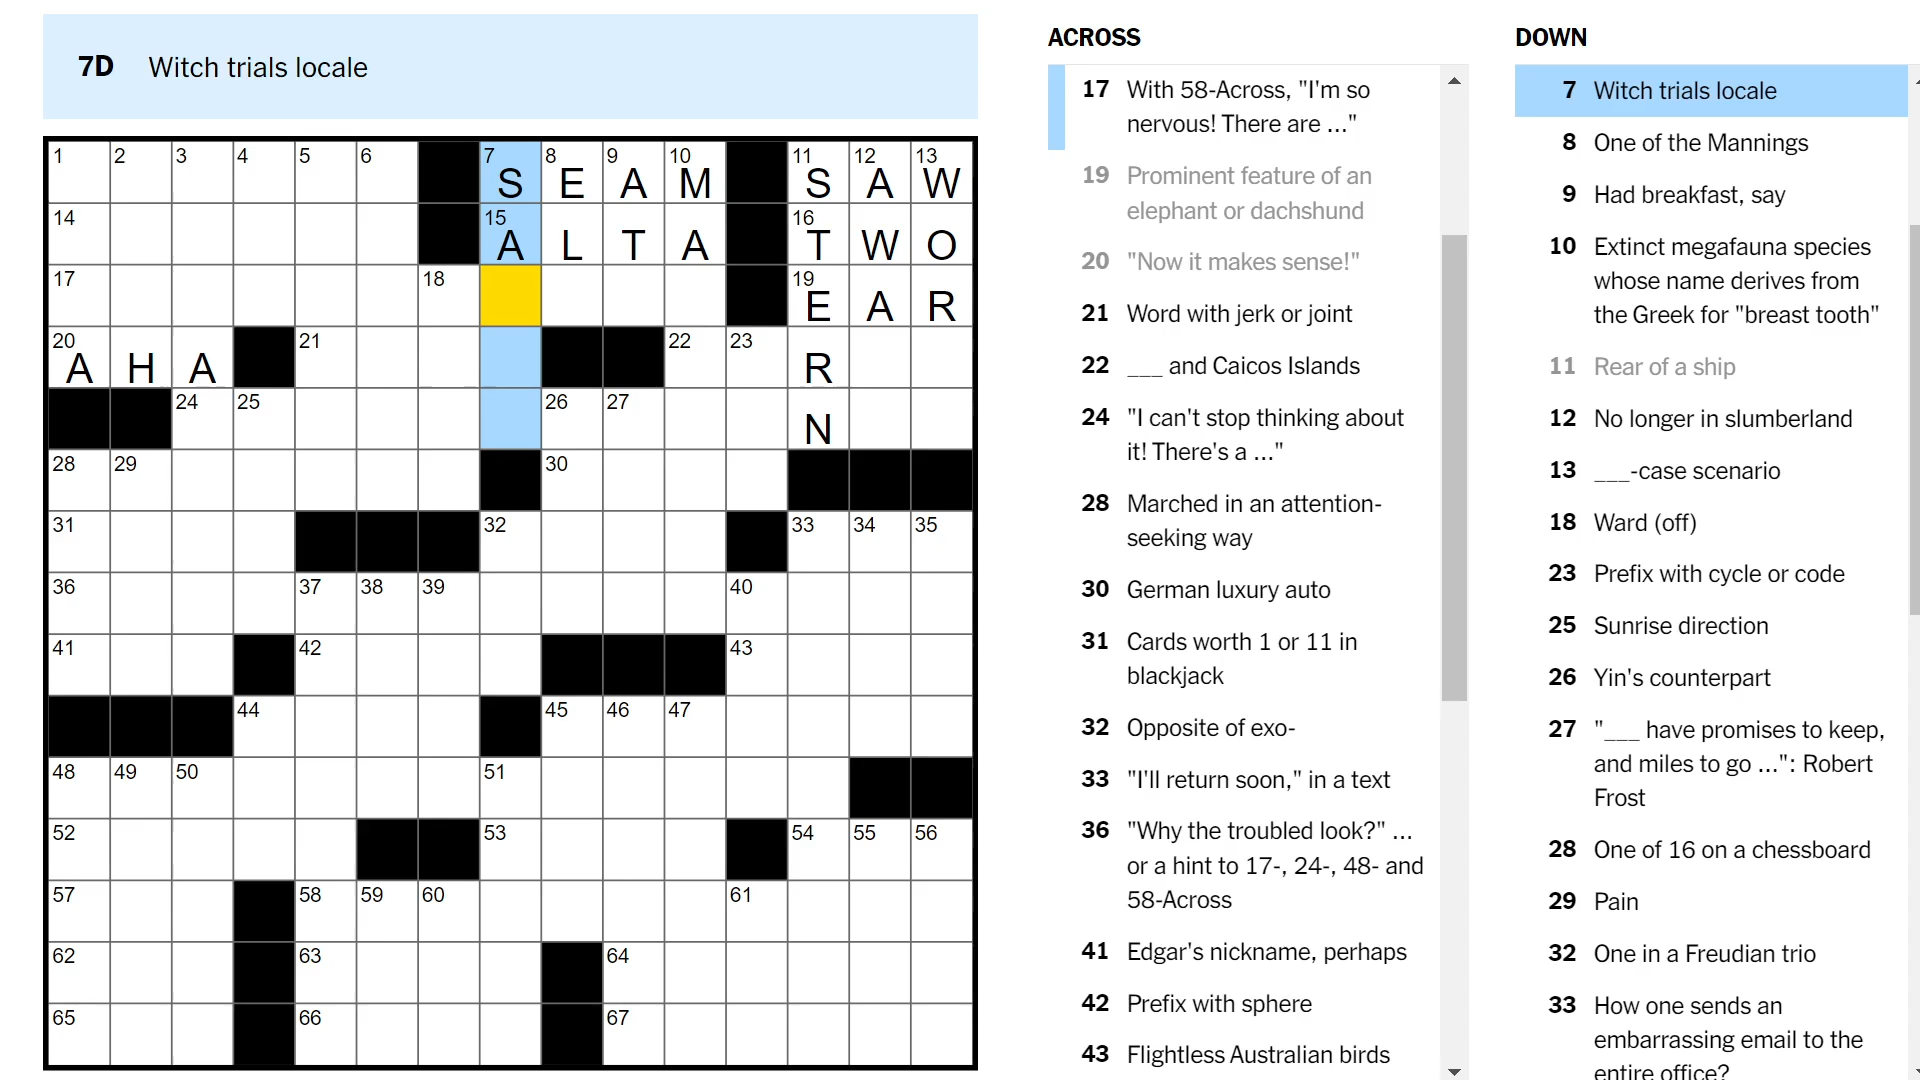 7D Witch trials locale
1 2 3 4 5 6 7 8 9 10 11 12 13
S E A M S A W
14 15 16
A L T A T W O
17 18 19
E A R
20 21 22 23
A H A R
24 25 26 27
N
28 29 30
31 32 33 34 35
36 37 38 39 40
41 42 43
44 45 46 47
48 49 50 51
52 53 54 55 56
57 58 59 60 61
62 63 64
65 66 67
ACROSS
17 With 58-Across, "I'm so
nervous! There are ..."
19 Prominent feature of an
elephant or dachshund
20 "Now it makes sense!"
21 Word with jerk or joint
22 ___ and Caicos Islands
24 "I can't stop thinking about
it! There's a ..."
28 Marched in an attention-
seeking way
30 German luxury auto
31 Cards worth 1 or 11 in
blackjack
32 Opposite of exo-
33 "I'll return soon," in a text
36 "Why the troubled look?" ...
or a hint to 17-, 24-, 48- and
58-Across
41 Edgar's nickname, perhaps
42 Prefix with sphere
43 Flightless Australian birds
DOWN
7 Witch trials locale
8 One of the Mannings
9 Had breakfast, say
10 Extinct megafauna species
whose name derives from
the Greek for "breast tooth"
11 Rear of a ship
12 No longer in slumberland
13 ___-case scenario
18 Ward (off)
23 Prefix with cycle or code
25 Sunrise direction
26 Yin's counterpart
27 "___ have promises to keep,
and miles to go ...": Robert
Frost
28 One of 16 on a chessboard
29 Pain
32 One in a Freudian trio
33 How one sends an
embarrassing email to the
entire office?